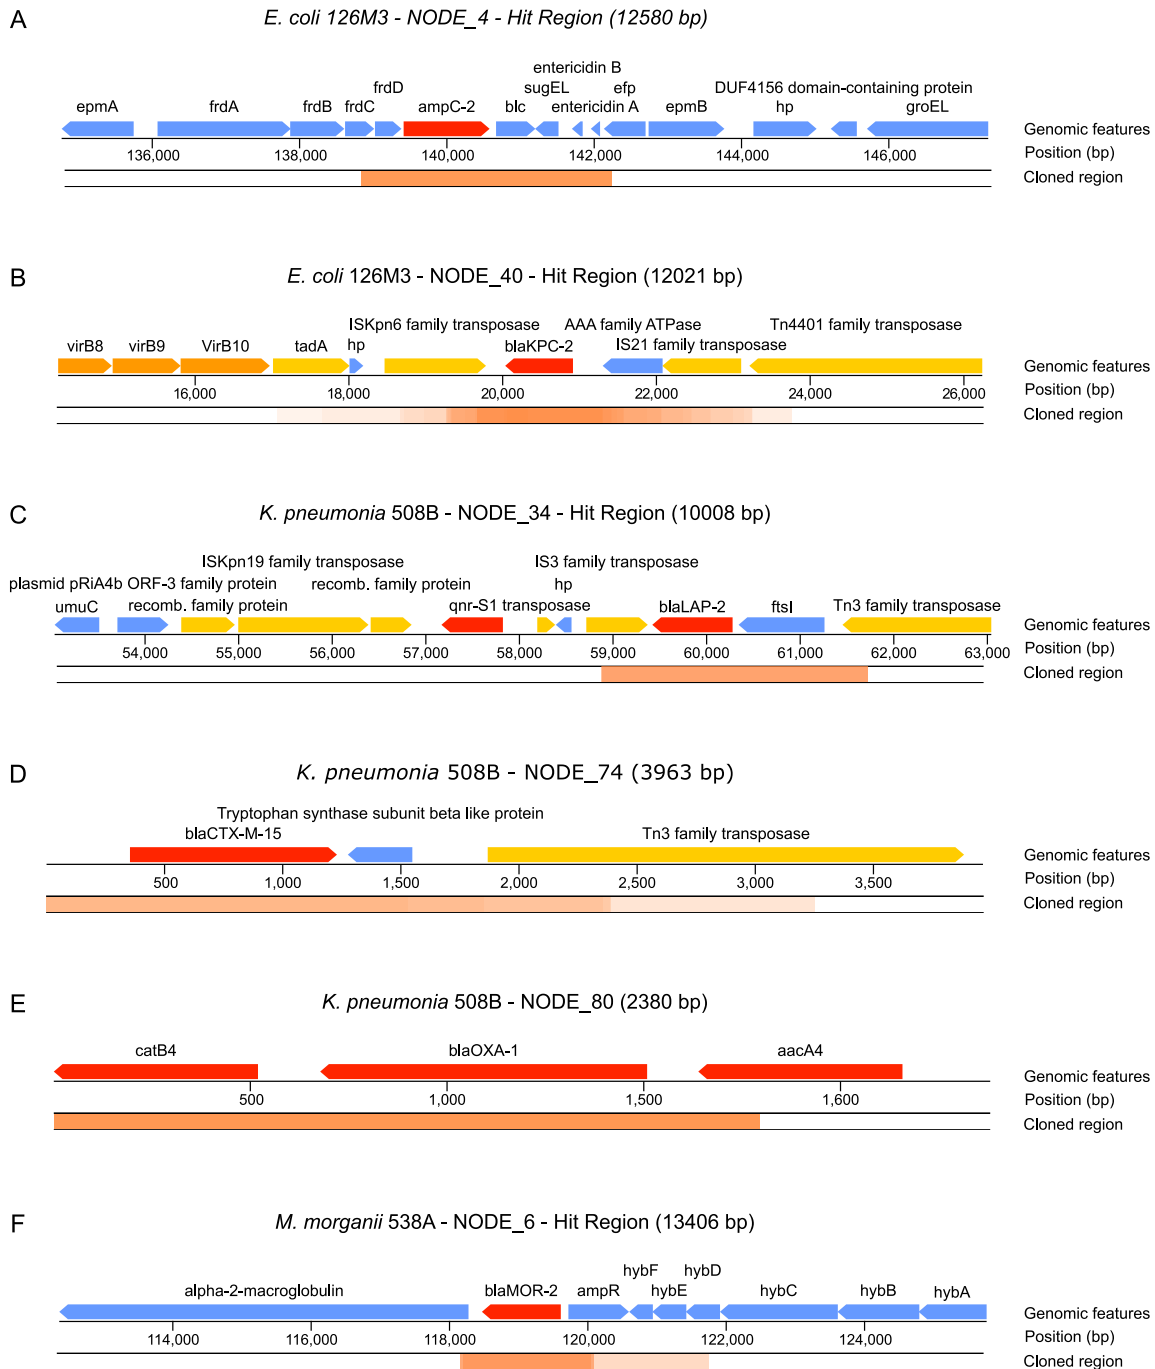 A
E. coli 126M3 - NODE_4 - Hit Region (12580 bp)
entericidin B
frdD sugEL efp DUF4156 domain-containing protein
epmA frdA frdB frdC ampC-2 blc entericidin A epmB hp groEL
Genomic features
136,000 138,000 140,000 142,000 144,000 146,000 Position (bp)
Cloned region
B
E. coli 126M3 - NODE_40 - Hit Region (12021 bp)
ISKpn6 family transposase AAA family ATPase Tn4401 family transposase
virB8 virB9 VirB10 tadA hp blaKPC-2 IS21 family transposase
Genomic features
16,000 18,000 20,000 22,000 24,000 26,000 Position (bp)
Cloned region
C
K. pneumonia 508B - NODE_34 - Hit Region (10008 bp)
ISKpn19 family transposase IS3 family transposase
plasmid pRiA4b ORF-3 family protein recomb. family protein hp
umuC recomb. family protein qnr-S1 transposase blaLAP-2 ftsI Tn3 family transposase
Genomic features
54,000 55,000 56,000 57,000 58,000 59,000 60,000 61,000 62,000 63,000 Position (bp)
Cloned region
D
K. pneumonia 508B - NODE_74 (3963 bp)
Tryptophan synthase subunit beta like protein
blaCTX-M-15 Tn3 family transposase
Genomic features
500 1,000 1,500 2,000 2,500 3,000 3,500 Position (bp)
Cloned region
E
K. pneumonia 508B - NODE_80 (2380 bp)
catB4 blaOXA-1 aacA4
Genomic features
500 1,000 1,500 1,600 Position (bp)
Cloned region
F
M. morganii 538A - NODE_6 - Hit Region (13406 bp)
hybF hybD
alpha-2-macroglobulin blaMOR-2 ampR hybE hybC hybB hybA
Genomic features
114,000 116,000 118,000 120,000 122,000 124,000 Position (bp)
Cloned region